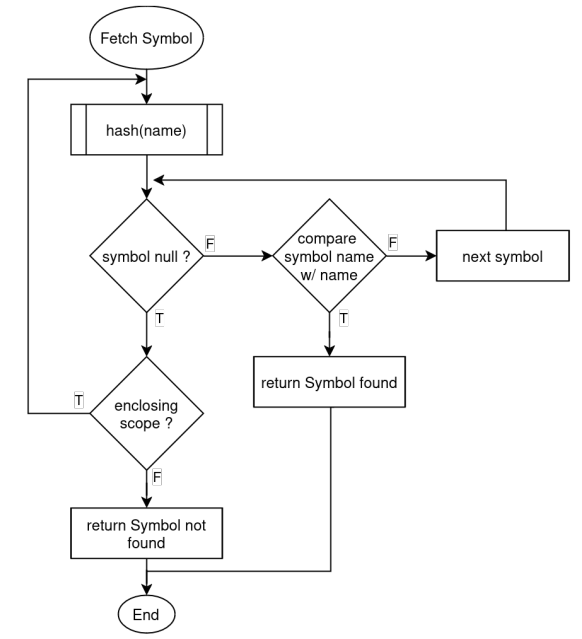 Fetch Symbol
hash(name)
symbol null ?
F
compare
symbol name
w/ name
F
next symbol
T
T
return Symbol found
T
enclosing
scope ?
F
return Symbol not
found
End